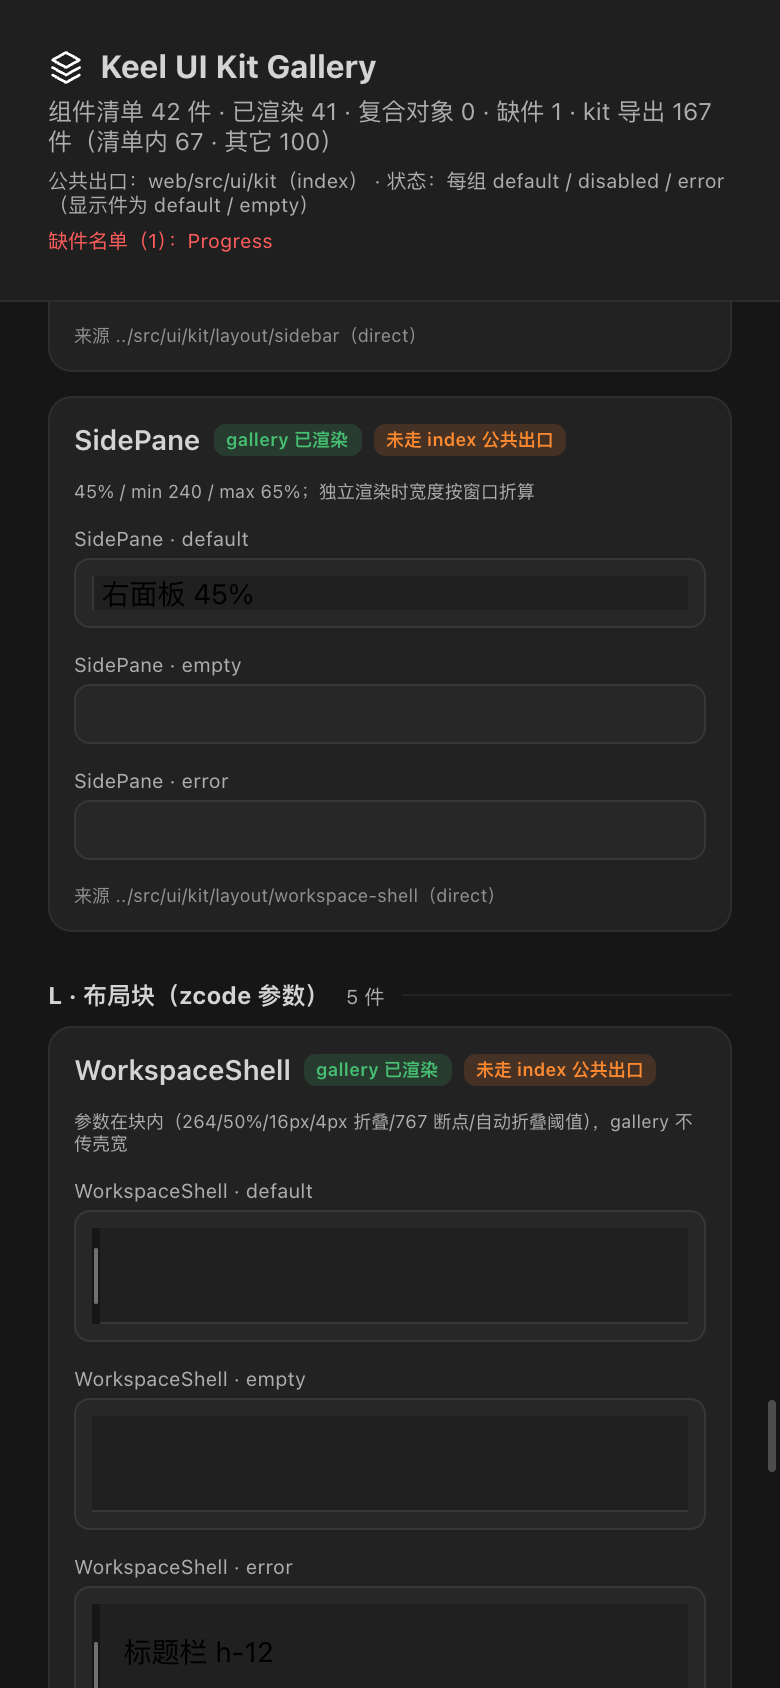 Keel UI Kit Gallery
组件清单 42 件 · 已渲染 41 · 复合对象 0 · 缺件 1 · kit 导出 167
件（清单内 67 · 其它 100）
公共出口：web/src/ui/kit（index） · 状态：每组 default / disabled / error
（显示件为 default / empty）
缺件名单（1）：Progress
来源 ../src/ui/kit/layout/sidebar（direct）
SidePane gallery 已渲染 未走 index 公共出口
45% / min 240 / max 65%；独立渲染时宽度按窗口折算
SidePane · default
右面板 45%
SidePane · empty
SidePane · error
来源 ../src/ui/kit/layout/workspace-shell（direct）
L · 布局块（zcode 参数） 5 件
WorkspaceShell gallery 已渲染 未走 index 公共出口
参数在块内（264/50%/16px/4px 折叠/767 断点/自动折叠阈值），gallery 不
传壳宽
WorkspaceShell · default
WorkspaceShell · empty
WorkspaceShell · error
标题栏 h-12